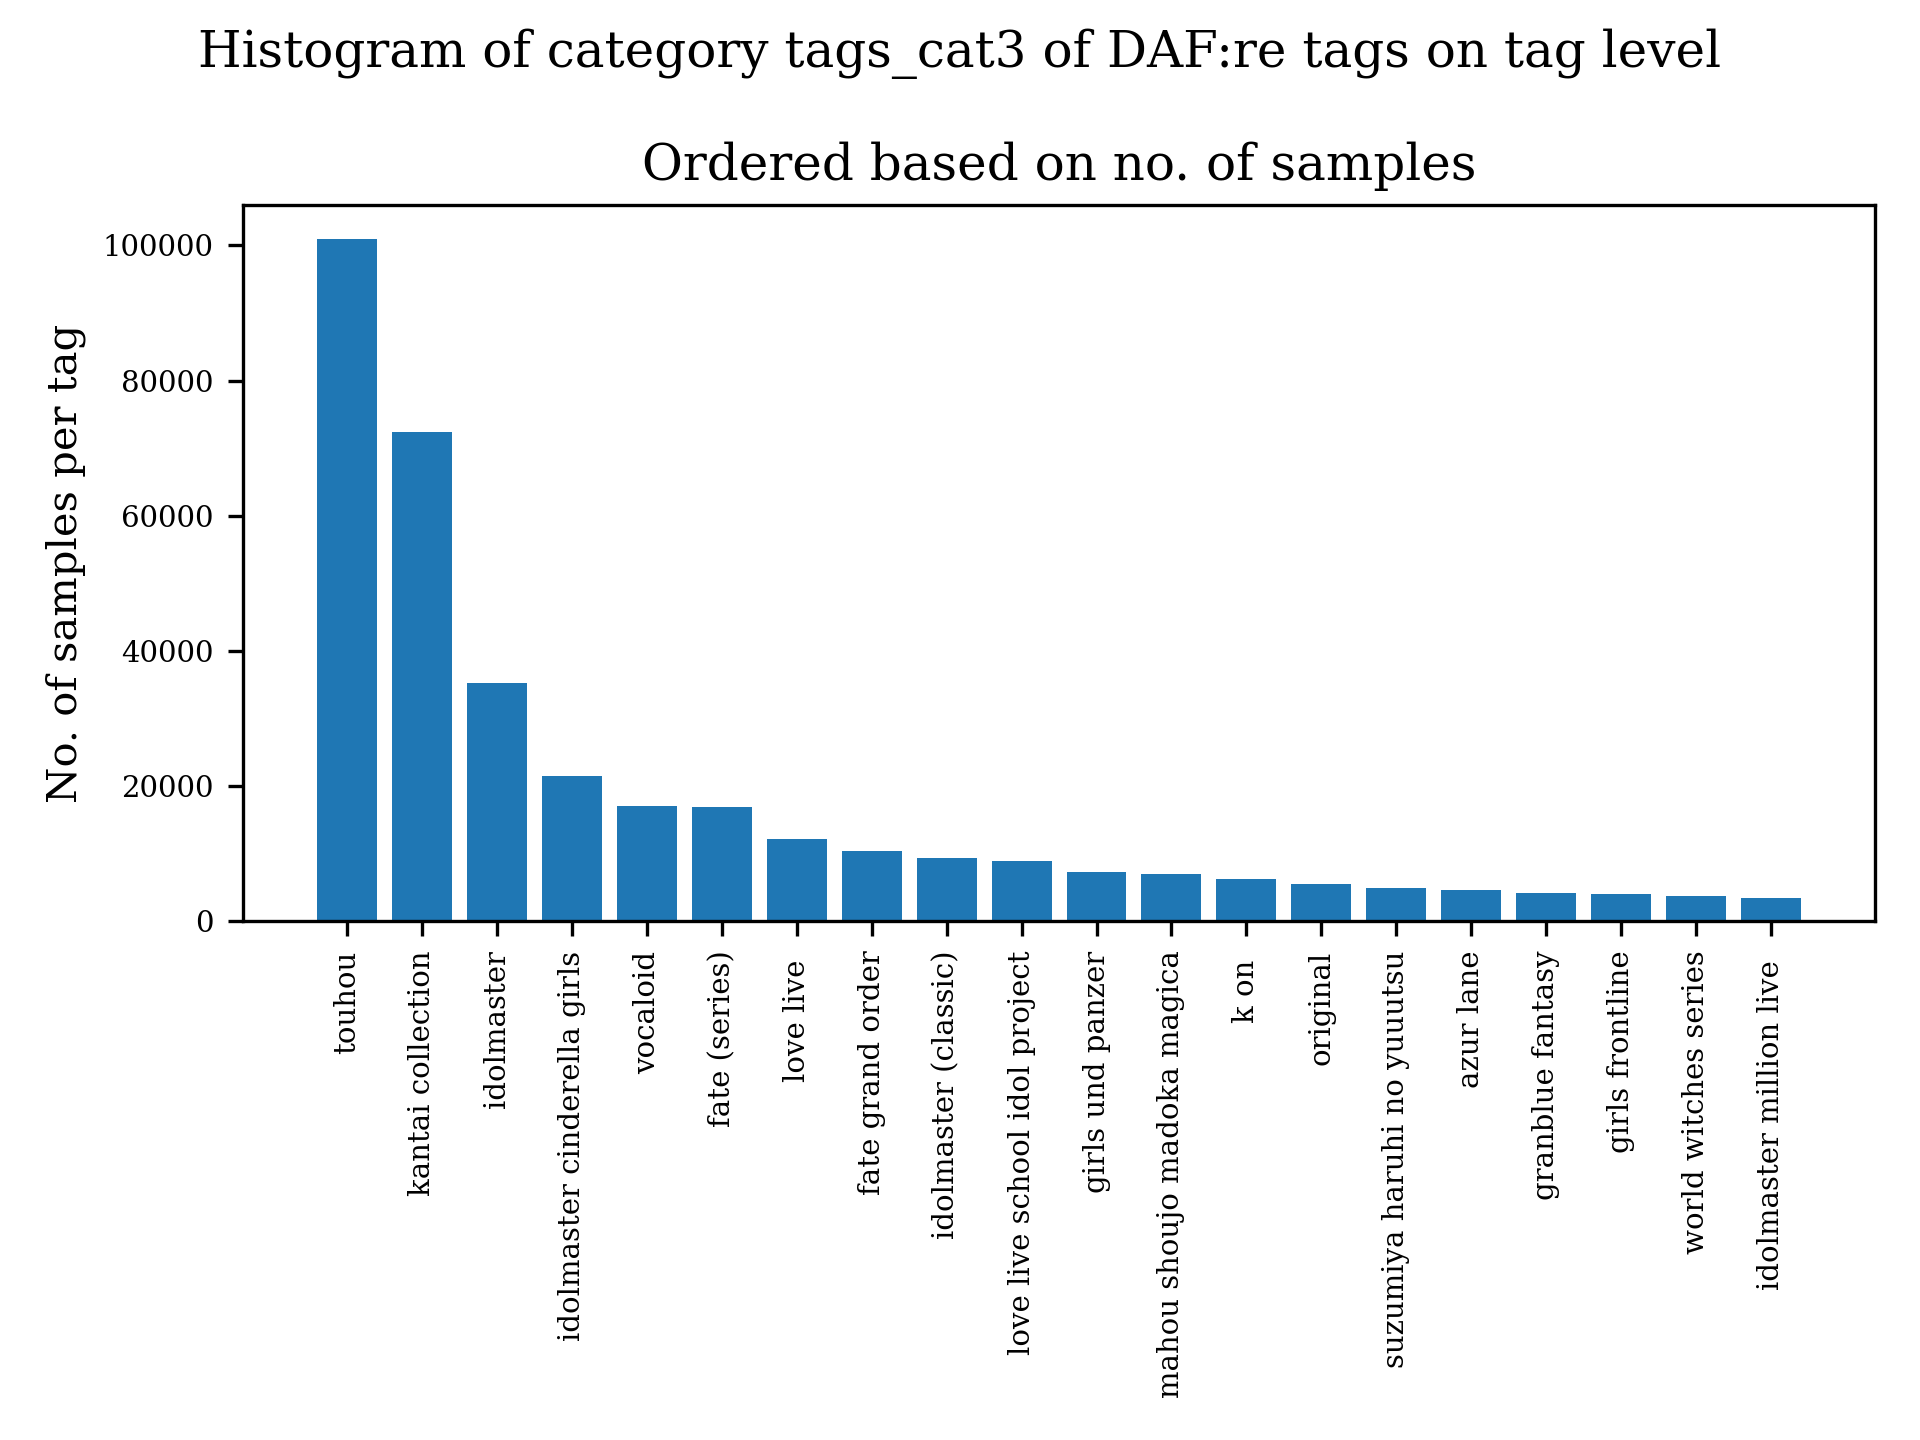 Histogram of category tags_cat3 of DAF:re tags on tag level
Ordered based on no. of samples
No. of samples per tag
100000
80000
60000
40000
20000
0
touhou
kantai collection
idolmaster
idolmaster cinderella girls
vocaloid
fate (series)
love live
fate grand order
idolmaster (classic)
love live school idol project
girls und panzer
mahou shoujo madoka magica
k on
original
suzumiya haruhi no yuuutsu
azur lane
granblue fantasy
girls frontline
world witches series
idolmaster million live